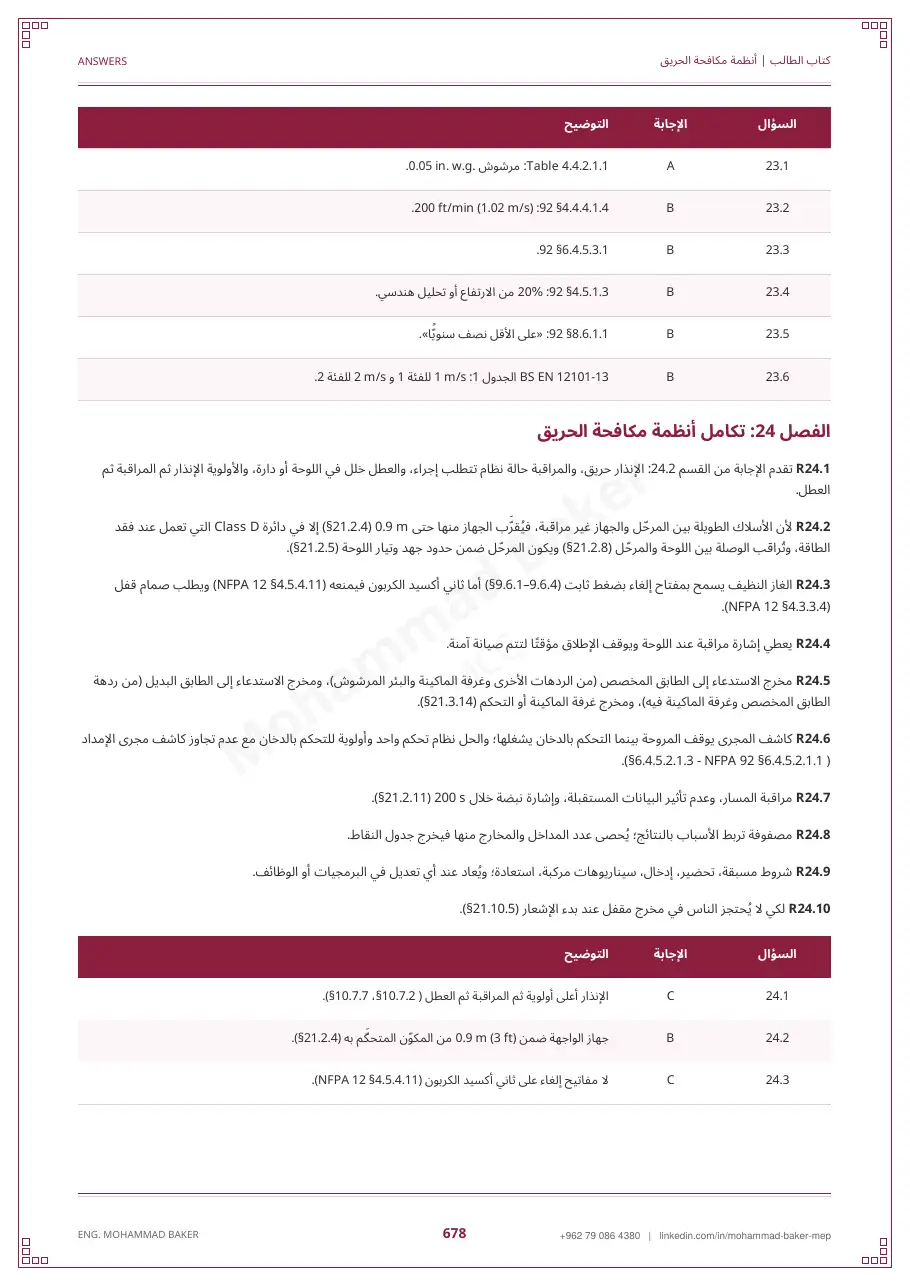 كتاب الطالب | أنظمة مكافحة الحريق
ANSWERS
السؤال الإجابة التوضيح
23.1 A Table 4.4.2.1.1: مرشوش 0.05 in. w.g.
23.2 B 92 §4.4.4.1.4: 200 ft/min (1.02 m/s).
23.3 B 92 §6.4.5.3.1.
23.4 B 92 §4.5.1.3: 20% من الارتفاع أو تحليل هندسي.
23.5 B 92 §8.6.1.1: «على الأقل نصف سنويًّا».
23.6 B BS EN 12101-13 الجدول 1: 1 m/s للفئة 1 و 2 m/s للفئة 2.
الفصل 24: تكامل أنظمة مكافحة الحريق
R24.1 تقدم الإجابة من القسم 24.2: الإنذار حريق، والمراقبة حالة نظام تتطلب إجراء، والعطل خلل في اللوحة أو دارة، والأولوية الإنذار ثم المراقبة ثم
العطل.
R24.2 لأن الأسلاك الطويلة بين المرحّل والجهاز غير مراقبة، فيُقرَّب الجهاز منها حتى 0.9 m (§21.2.4) إلا في دائرة Class D التي تعمل عند فقد
الطاقة، وتُراقب الوصلة بين اللوحة والمرحّل (§21.2.8) ويكون المرحّل ضمن حدود جهد وتيار اللوحة (§21.2.5).
R24.3 الغاز النظيف يسمح بمفتاح إلغاء بضغط ثابت (§9.6.1–9.6.4) أما ثاني أكسيد الكربون فيمنعه (NFPA 12 §4.5.4.11) ويطلب صمام قفل
(NFPA 12 §4.3.3.4).
R24.4 يعطي إشارة مراقبة عند اللوحة ويوقف الإطلاق مؤقتًا لتتم صيانة آمنة.
R24.5 مخرج الاستدعاء إلى الطابق المخصص (من الردهات الأخرى وغرفة الماكينة والبئر المرشوش)، ومخرج الاستدعاء إلى الطابق البديل (من ردهة
الطابق المخصص وغرفة الماكينة فيه)، ومخرج غرفة الماكينة أو التحكم (§21.3.14).
R24.6 كاشف المجرى يوقف المروحة بينما التحكم بالدخان يشغلها؛ والحل نظام تحكم واحد وأولوية للتحكم بالدخان مع عدم تجاوز كاشف مجرى الإمداد
( NFPA 92 §6.4.5.2.1.1 - §6.4.5.2.1.3).
R24.7 مراقبة المسار، وعدم تأثير البيانات المستقبلة، وإشارة نبضة خلال 200 s (§21.2.11).
R24.8 مصفوفة تربط الأسباب بالنتائج؛ يُحصى عدد المداخل والمخارج منها فيخرج جدول النقاط.
R24.9 شروط مسبقة، تحضير، إدخال، سيناريوهات مركبة، استعادة؛ ويُعاد عند أي تعديل في البرمجيات أو الوظائف.
R24.10 لكي لا يُحتجز الناس في مخرج مقفل عند بدء الإشعار (§21.10.5).
السؤال الإجابة التوضيح
24.1 C الإنذار أعلى أولوية ثم المراقبة ثم العطل ( §10.7.2، §10.7.7).
24.2 B جهاز الواجهة ضمن 0.9 m (3 ft) من المكوّن المتحكَّم به (§21.2.4).
24.3 C لا مفاتيح إلغاء على ثاني أكسيد الكربون (NFPA 12 §4.5.4.11).
Mohammad Baker
ENG. MOHAMMAD BAKER
678
+962 79 086 4380 | linkedin.com/in/mohammad-baker-mep